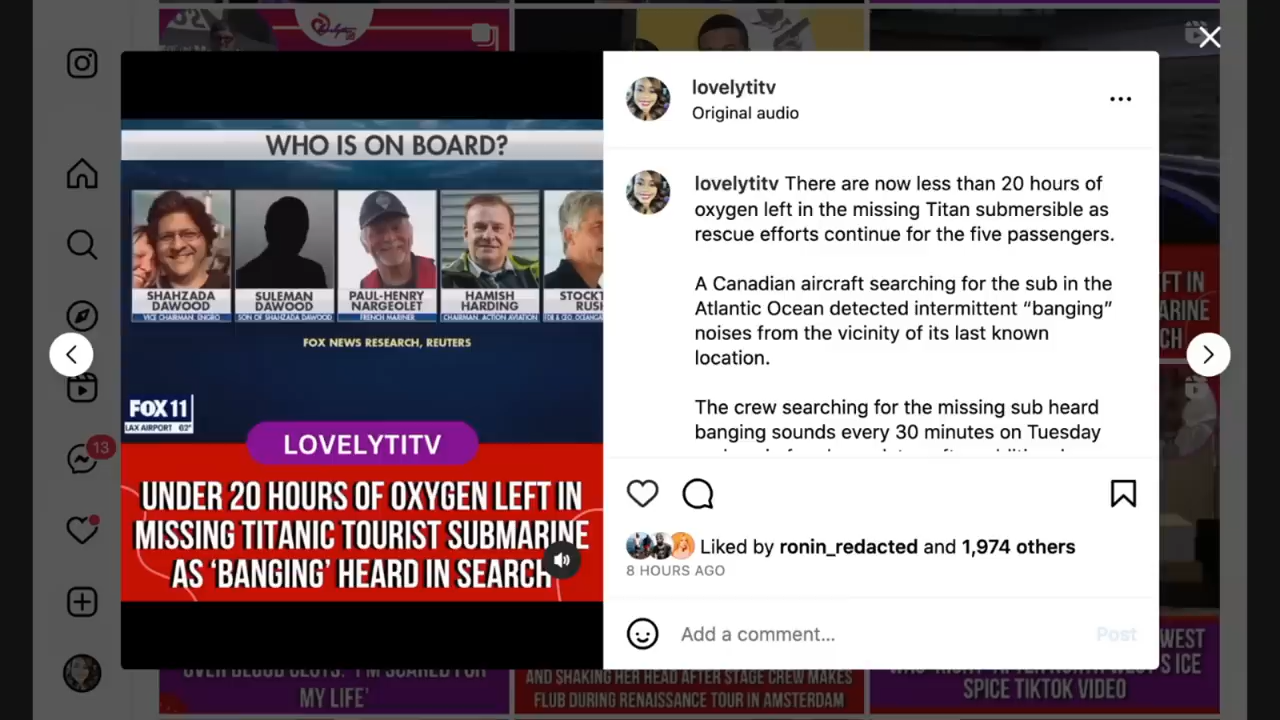 WHO IS ON BOARD?
SHAHZADA
DAWOOD
VICE CHAIRMAN, ENGRO
SULEMAN
DAWOOD
SON OF SHAHZADA DAWOOD
PAUL-HENRY
NARGEOLET
FRENCH MARINER
HAMISH
HARDING
CHAIRMAN, ACTION AVIATION
STOCKT
RUS
FOX NEWS RESEARCH, REUTERS
FOX 11
LAX AIRPORT 62°
LOVELYTITV
UNDER 20 HOURS OF OXYGEN LEFT IN
MISSING TITANIC TOURIST SUBMARINE
AS ‘BANGING’ HEARD IN SEARCH
lovelytitv
Original audio
lovelytitv There are now less than 20 hours of
oxygen left in the missing Titan submersible as
rescue efforts continue for the five passengers.
A Canadian aircraft searching for the sub in the
Atlantic Ocean detected intermittent “banging”
noises from the vicinity of its last known
location.
The crew searching for the missing sub heard
banging sounds every 30 minutes on Tuesday
Liked by ronin_redacted and 1,974 others
8 HOURS AGO
Add a comment...
Post
13
FT IN
ARINE
CH
MY LIFE’
AND SHAKING HER HEAD AFTER STAGE CREW MAKES
FLUB DURING RENAISSANCE TOUR IN AMSTERDAM
WEST
S ICE
SPICE TIKTOK VIDEO